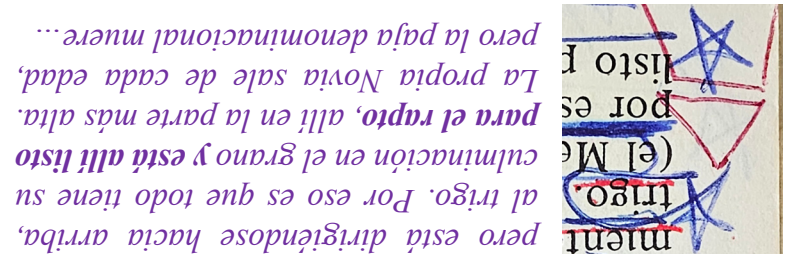 pero está dirigiéndose hacia arriba,
al trigo. Por eso es que todo tiene su
culminación en el grano y está allí listo
para el rapto, allí en la parte más alta.
La propia Novia sale de cada edad,
pero la paja denominacional muere…
trigo.
(el
por es
listo p